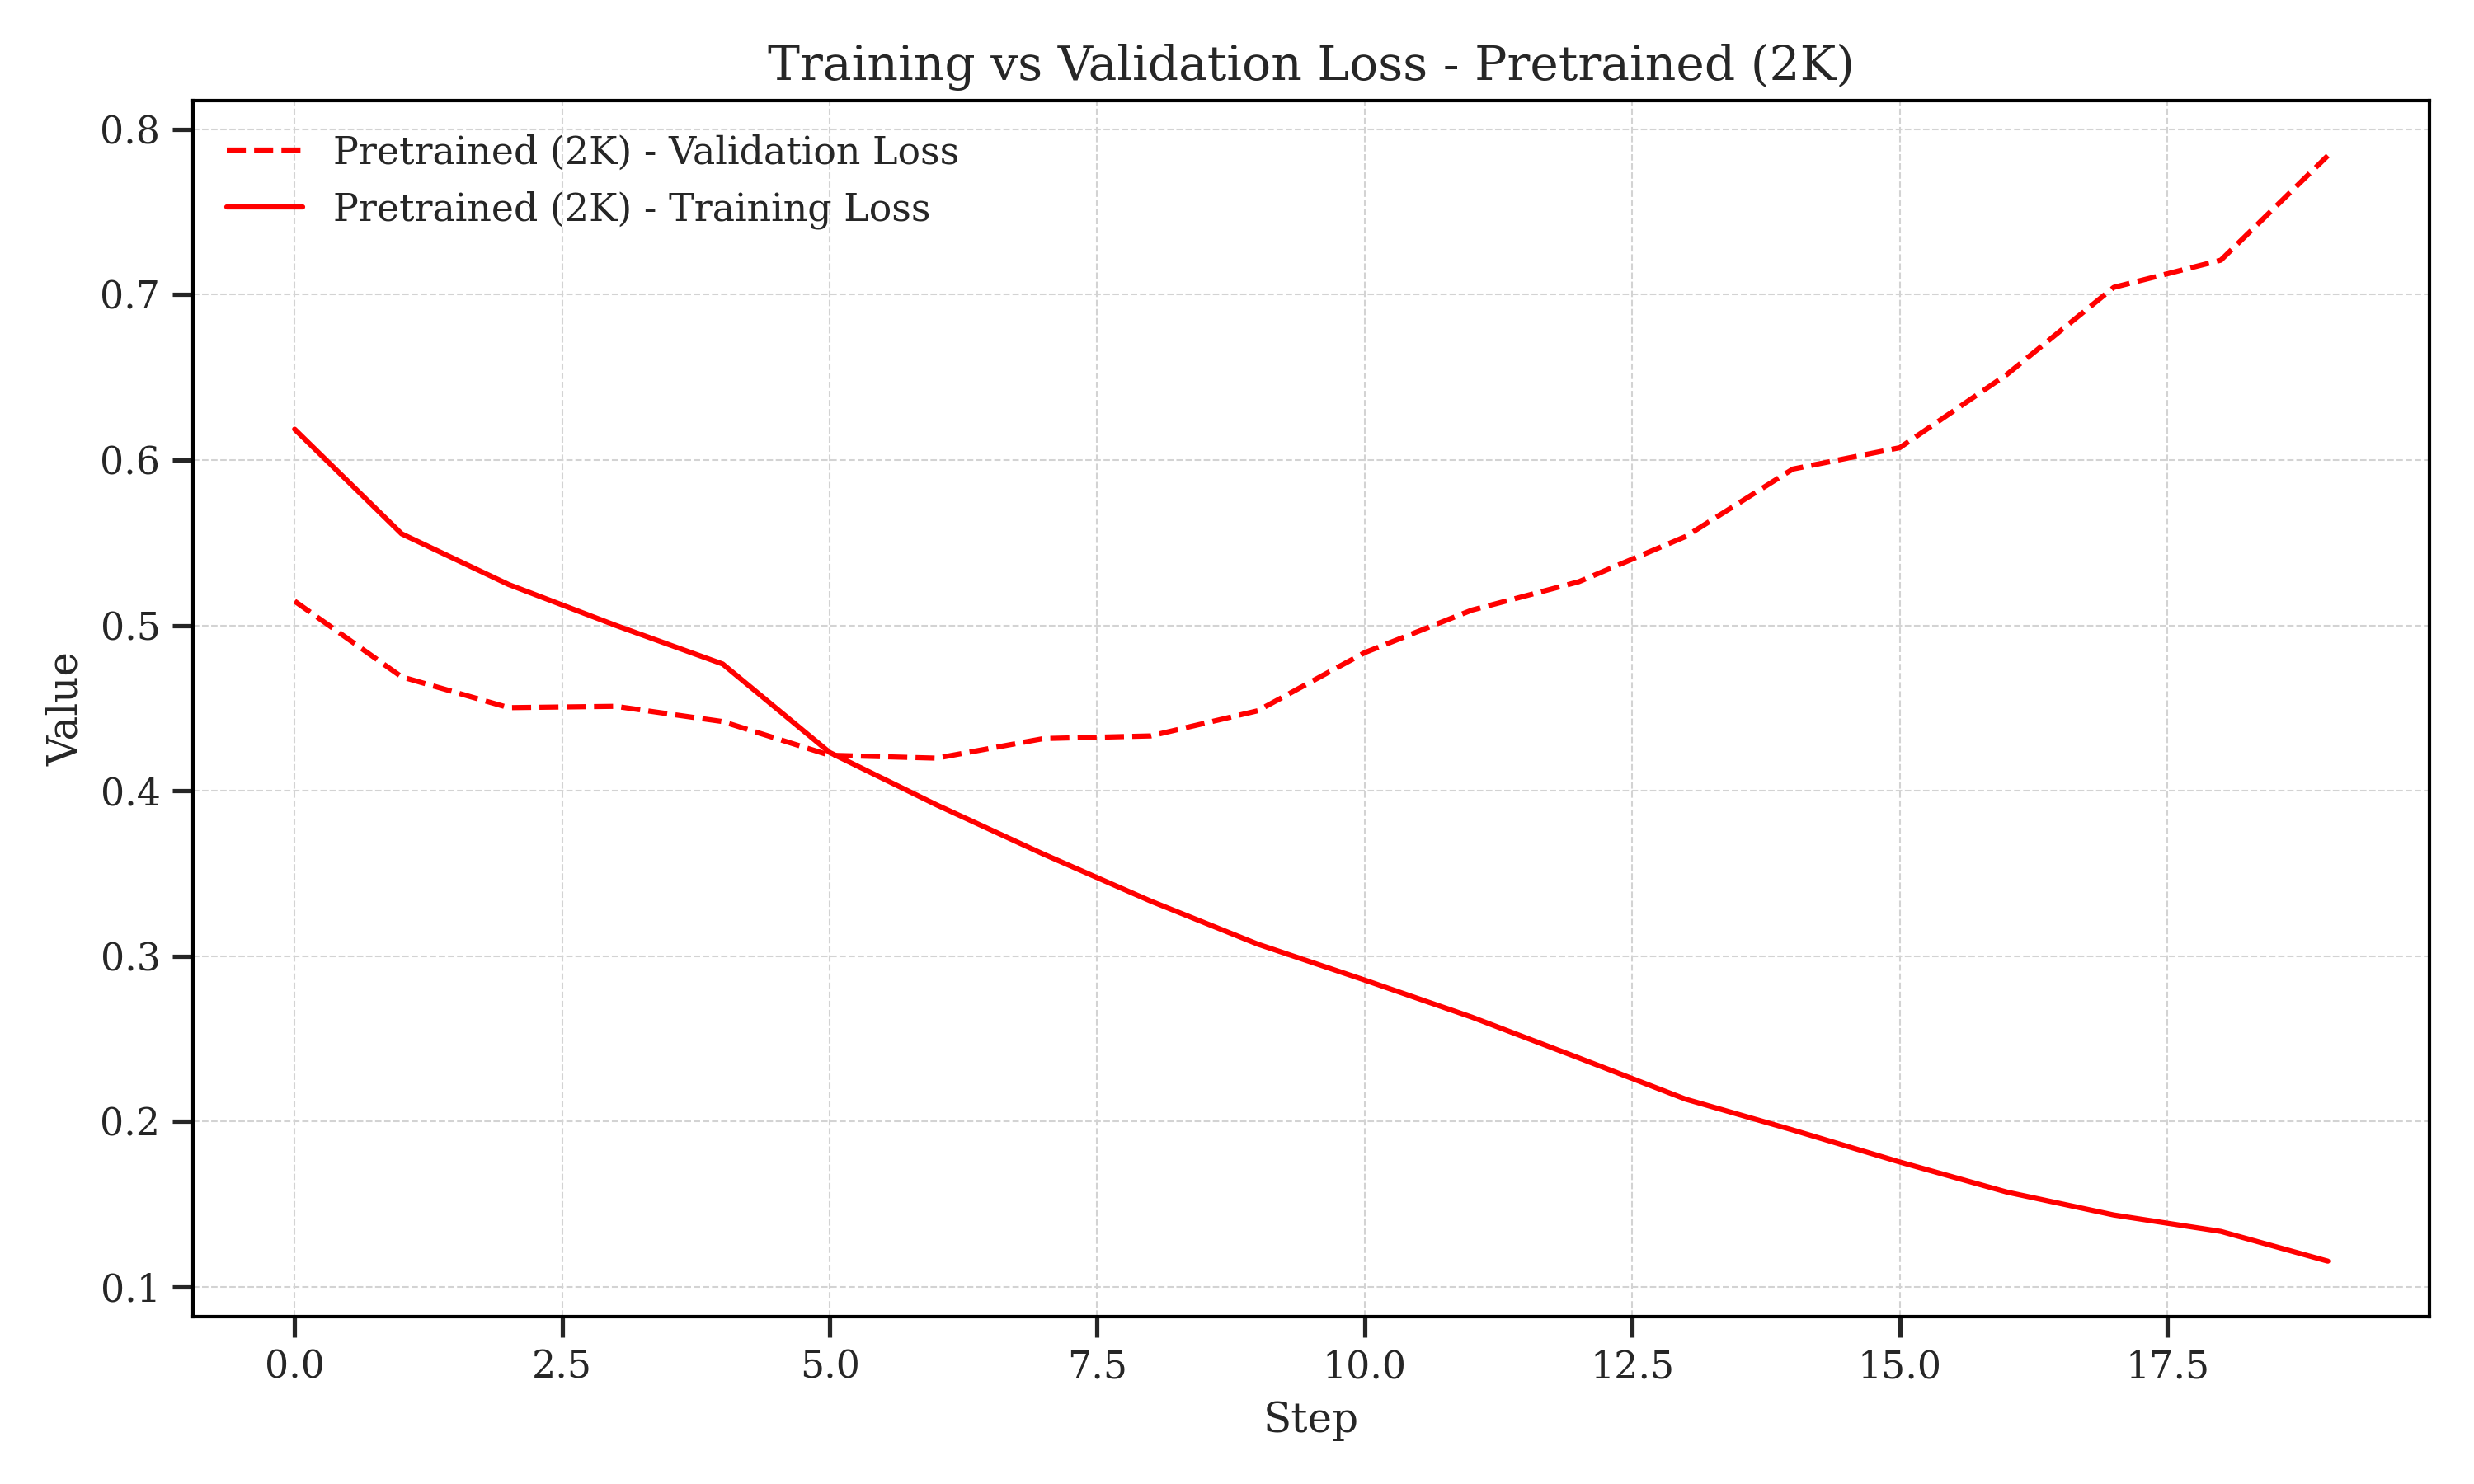 Training vs Validation Loss - Pretrained (2K)
Pretrained (2K) - Validation Loss
Pretrained (2K) - Training Loss
Value
0.8
0.7
0.6
0.5
0.4
0.3
0.2
0.1
0.0 2.5 5.0 7.5 10.0 12.5 15.0 17.5
Step